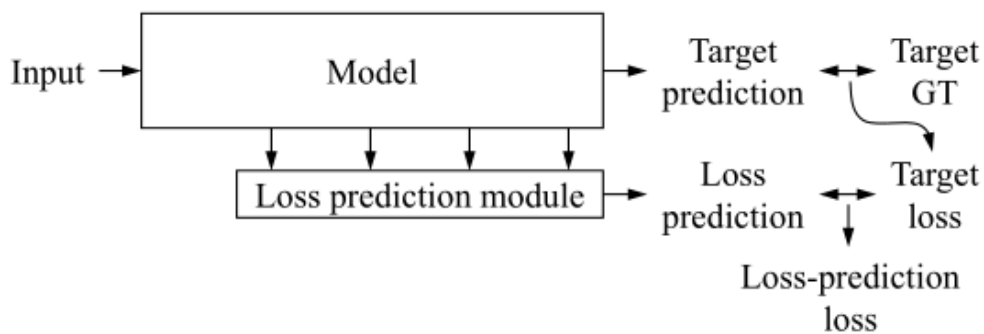 Input
Model
Target
prediction
Target
GT
Loss prediction module
Loss
prediction
Target
loss
Loss-prediction
loss